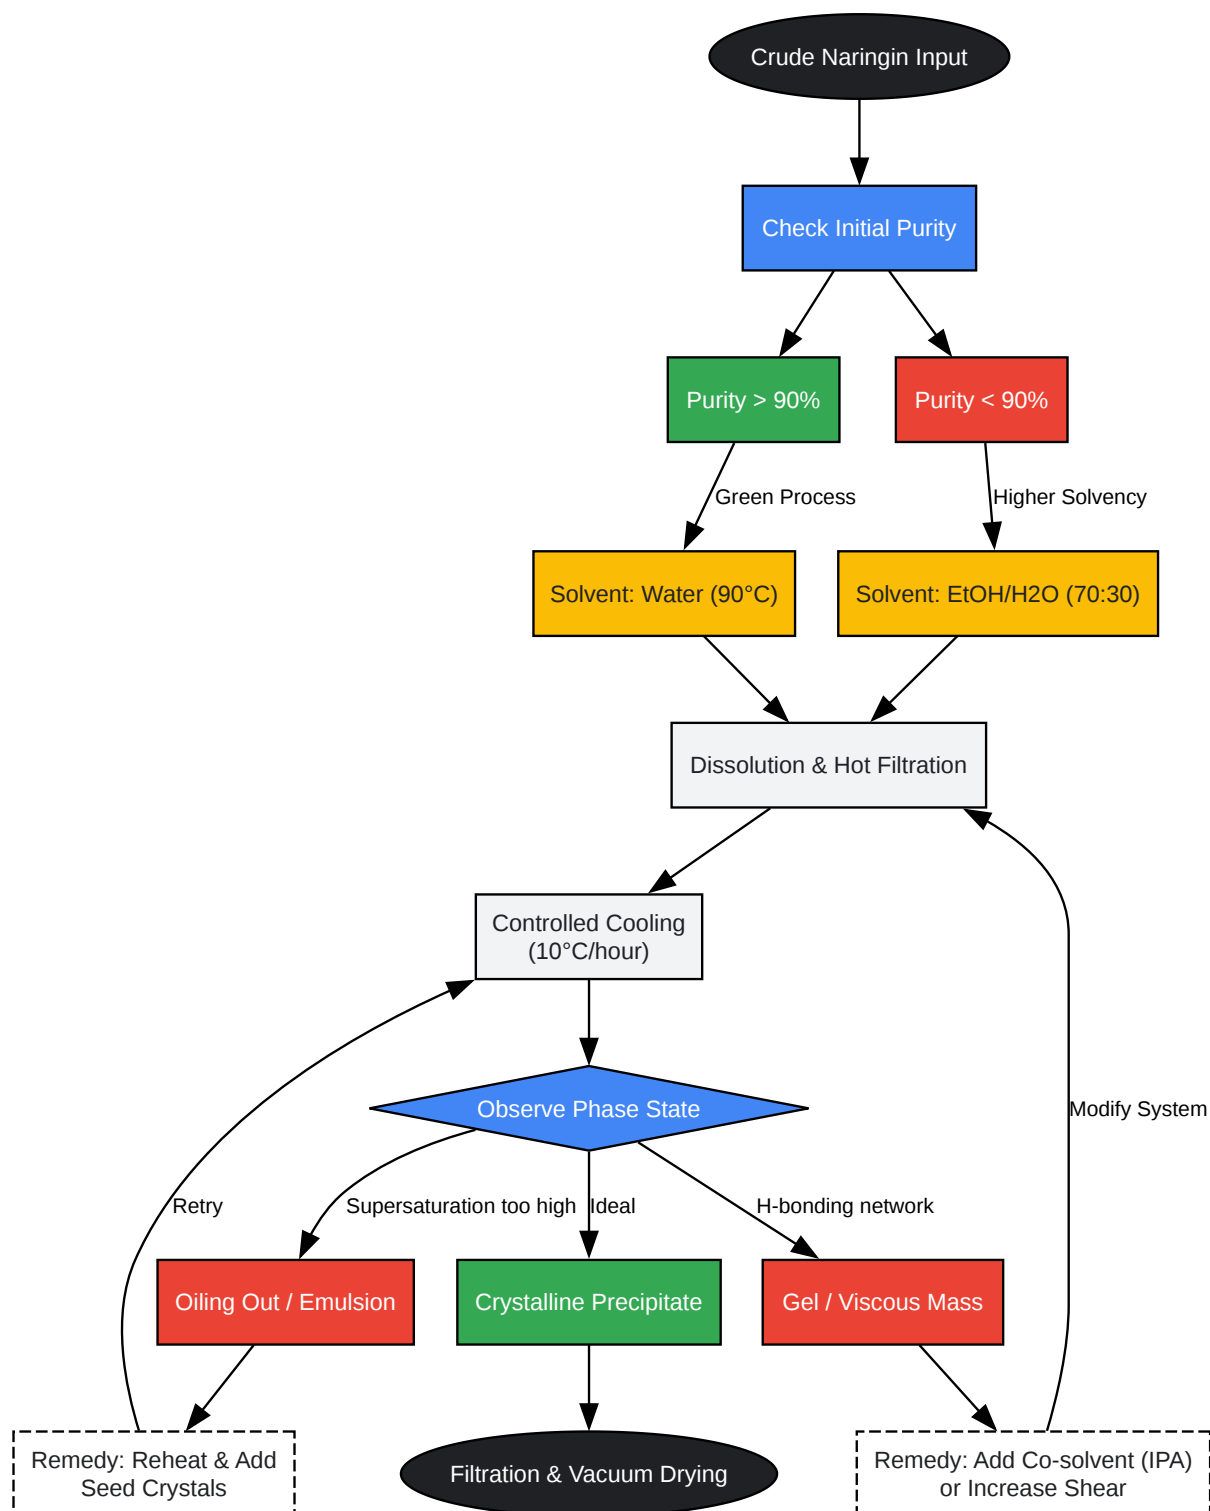 Crude Naringin Input
Check Initial Purity
Purity > 90%
Purity < 90%
Green Process
Higher Solvency
Solvent: Water (90°C)
Solvent: EtOH/H2O (70:30)
Dissolution & Hot Filtration
Controlled Cooling
(10°C/hour)
Observe Phase State
Modify System
Retry
Supersaturation too high
Ideal
H-bonding network
Oiling Out / Emulsion
Crystalline Precipitate
Gel / Viscous Mass
Remedy: Reheat & Add
Seed Crystals
Filtration & Vacuum Drying
Remedy: Add Co-solvent (IPA)
or Increase Shear